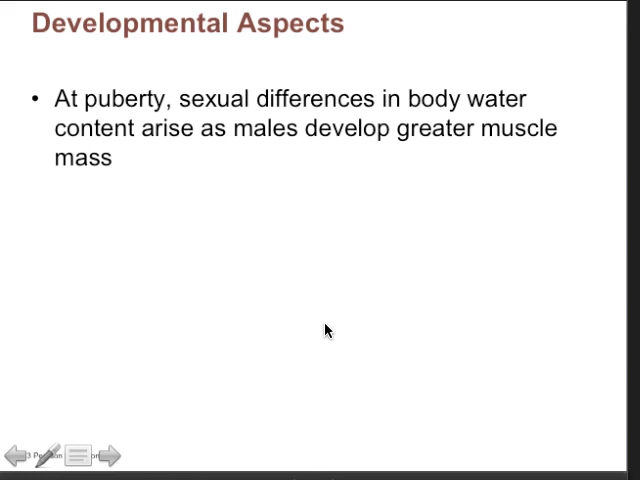 Developmental Aspects
• At puberty, sexual differences in body water
content arise as males develop greater muscle
mass